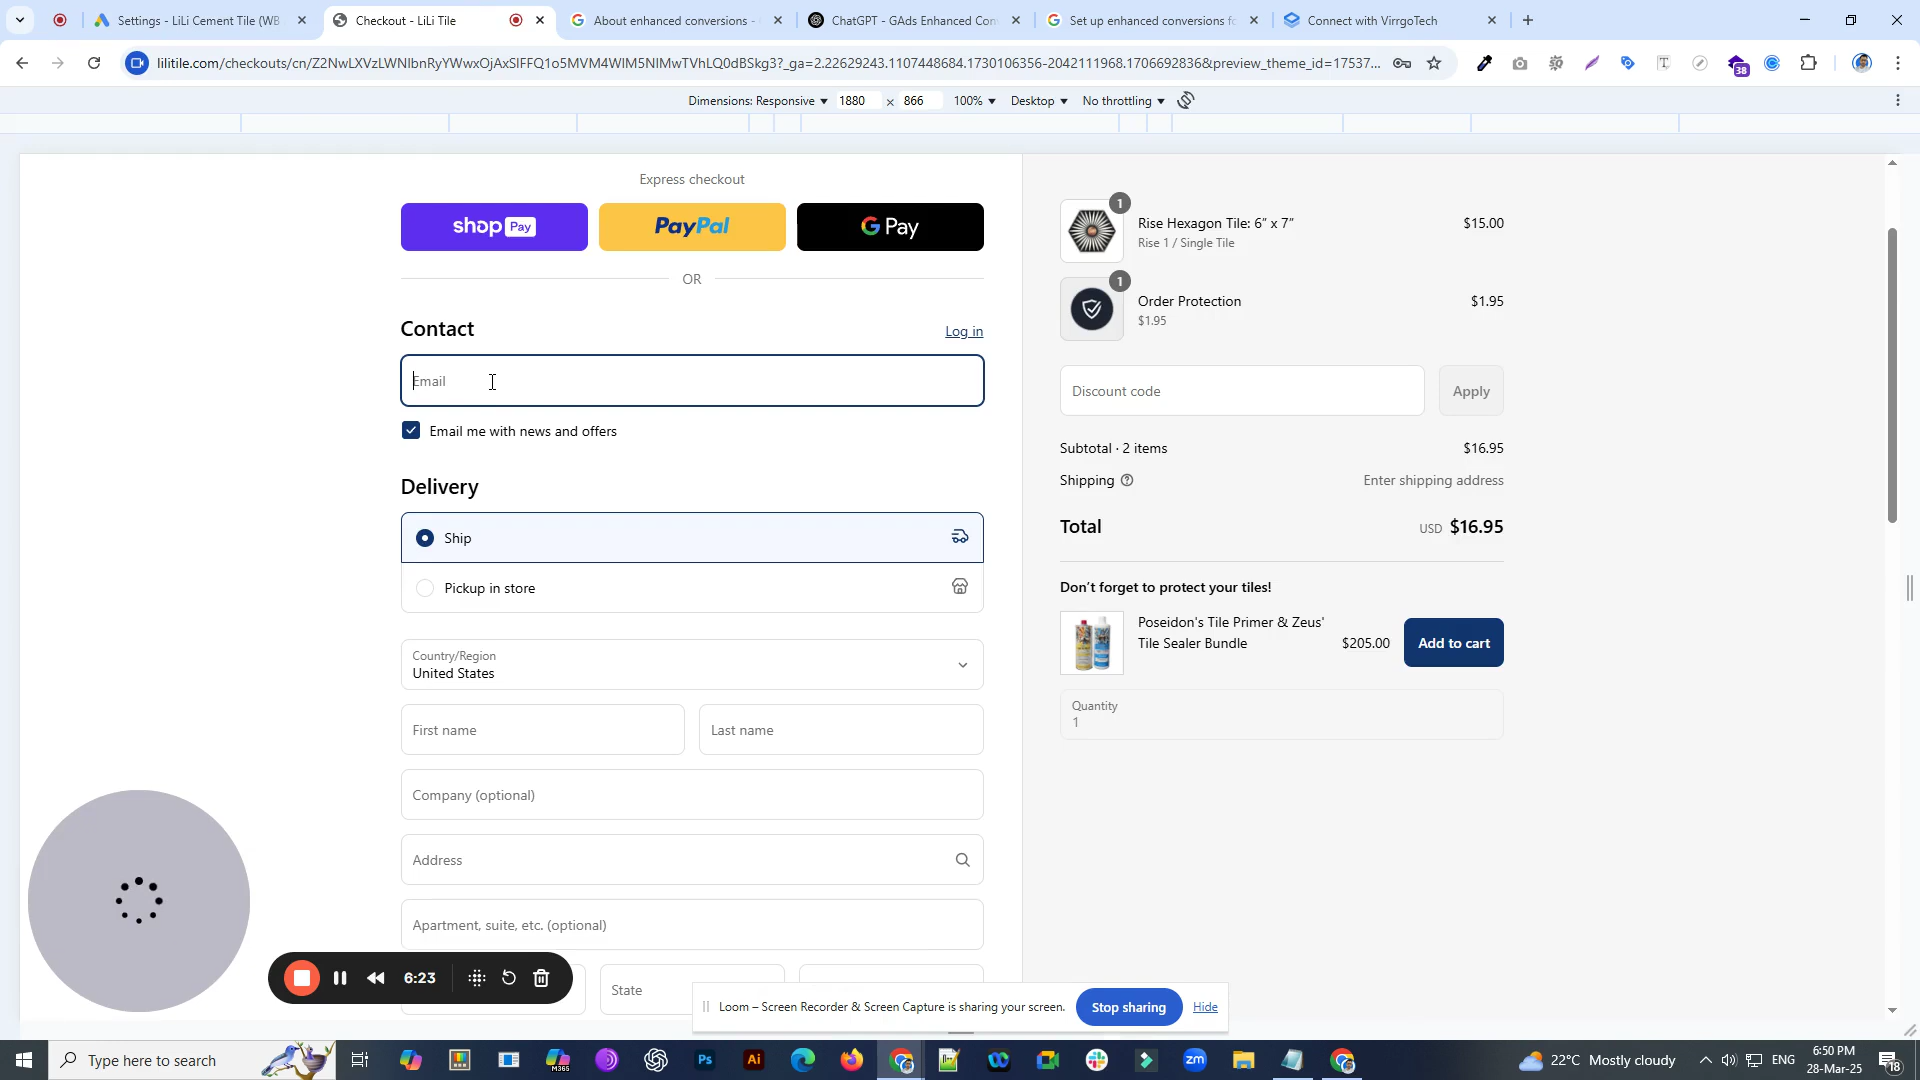 Settings - LiLi Cement Tile (WB
Checkout - LiLi Tile
About enhanced conversions -
ChatGPT - GAds Enhanced Con
Set up enhanced conversions fo
Connect with VirrgoTech
lilitile.com/checkouts/cn/Z2NwLXVzLWNlbnRyYWwxOjAxSlFFQ1o5MVM4WlM5NlMwTVhLQ0dBSkg3?_ga=2.22629243.1107448684.1730106356-2042111968.1706692836&preview_theme_id=17537...
38
Dimensions: Responsive
1880
×
866
100%
Desktop
No throttling
Express checkout
shop Pay
PayPal
G Pay
OR
Contact
Log in
Email
Email me with news and offers
Delivery
Ship
Pickup in store
Country/Region
United States
First name
Last name
Company (optional)
Address
Apartment, suite, etc. (optional)
State
1
Rise Hexagon Tile: 6” x 7”
$15.00
Rise 1 / Single Tile
1
Order Protection
$1.95
$1.95
Discount code
Apply
Subtotal · 2 items
$16.95
Shipping
Enter shipping address
Total
USD $16.95
Don’t forget to protect your tiles!
Poseidon's Tile Primer & Zeus'
Tile Sealer Bundle
$205.00
Add to cart
Quantity
1
6:23
Loom – Screen Recorder & Screen Capture is sharing your screen.
Stop sharing
Hide
Type here to search
M365
Ps
Ai
zm
22°C Mostly cloudy
ENG
6:50 PM
28-Mar-25
18